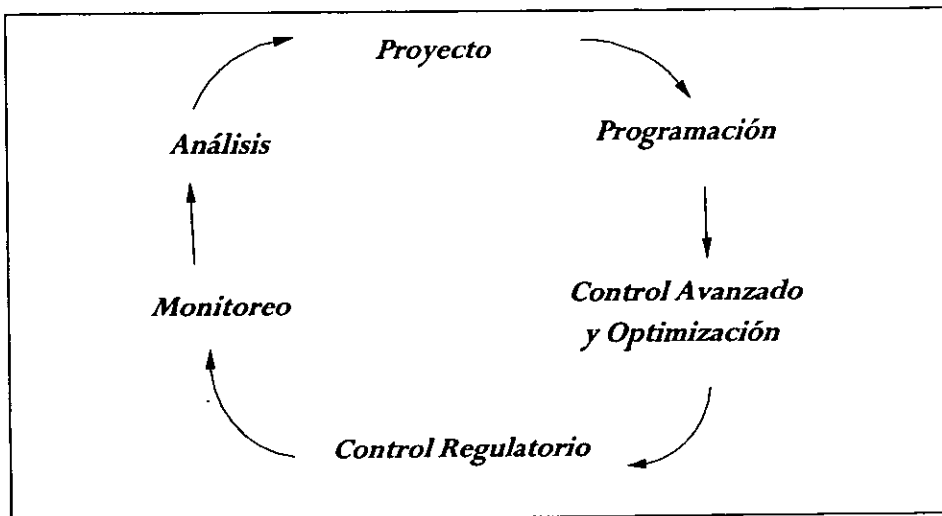 Proyecto
Programación
Análisis
Control Avanzado
y Optimización
Monitoreo
Control Regulatorio